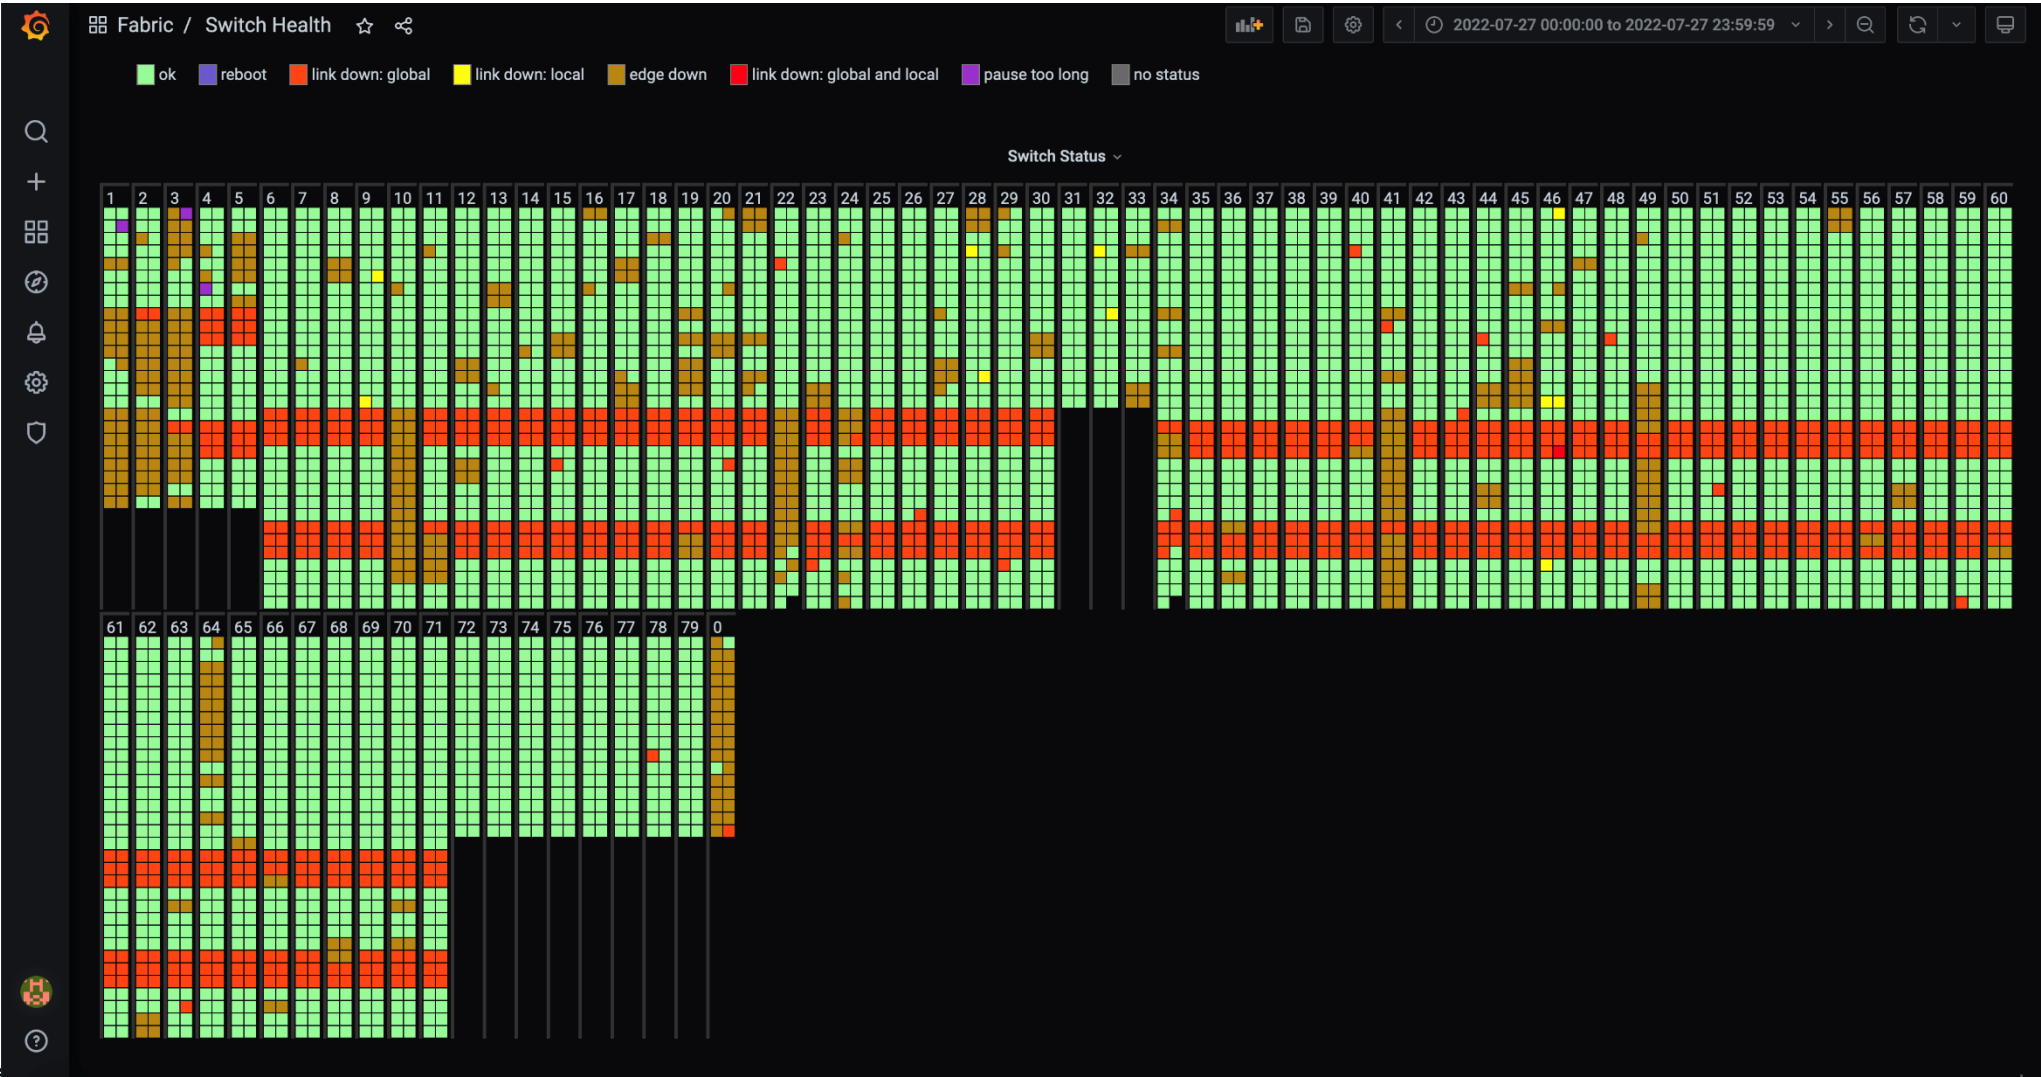 Fabric / Switch Health
2022-07-27 00:00:00 to 2022-07-27 23:59:59
ok reboot link down: global link down: local edge down link down: global and local pause too long no status
Switch Status
1 2 3 4 5 6 7 8 9 10 11 12 13 14 15 16 17 18 19 20 21 22 23 24 25 26 27 28 29 30 31 32 33 34 35 36 37 38 39 40 41 42 43 44 45 46 47 48 49 50 51 52 53 54 55 56 57 58 59 60
61 62 63 64 65 66 67 68 69 70 71 72 73 74 75 76 77 78 79 0